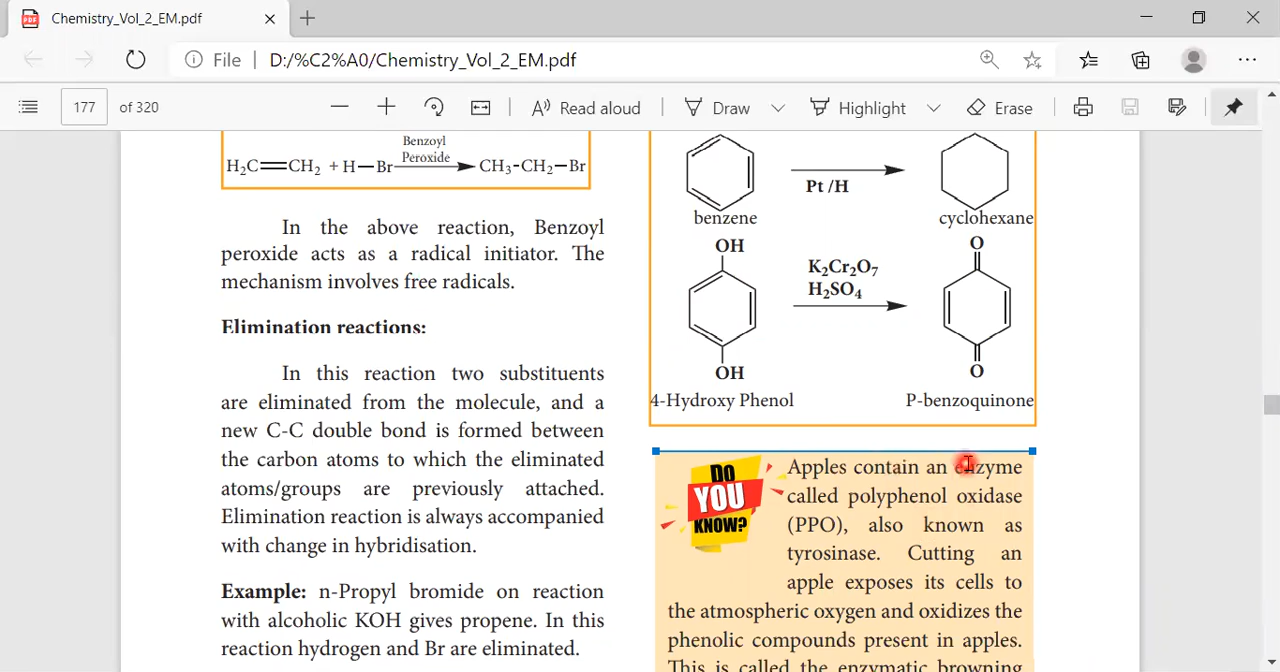 PDF
Chemistry_Vol_2_EM.pdf
File
D:/%C2%A0/Chemistry_Vol_2_EM.pdf
177
of 320
A Read aloud
Draw
Highlight
Erase
Benzoyl
Peroxide
H₂C=CH₂ + H—Br CH₃-CH₂—Br
In the above reaction, Benzoyl
peroxide acts as a radical initiator. The
mechanism involves free radicals.
Elimination reactions:
In this reaction two substituents
are eliminated from the molecule, and a
new C-C double bond is formed between
the carbon atoms to which the eliminated
atoms/groups are previously attached.
Elimination reaction is always accompanied
with change in hybridisation.
Example: n-Propyl bromide on reaction
with alcoholic KOH gives propene. In this
reaction hydrogen and Br are eliminated.
Pt /H
benzene
cyclohexane
OH
K₂Cr₂O₇
H₂SO₄
OH
O
O
4-Hydroxy Phenol
P-benzoquinone
DO
YOU
KNOW?
Apples contain an enzyme
called polyphenol oxidase
(PPO), also known as
tyrosinase. Cutting an
apple exposes its cells to
the atmospheric oxygen and oxidizes the
phenolic compounds present in apples.
This is called the enzymatic browning